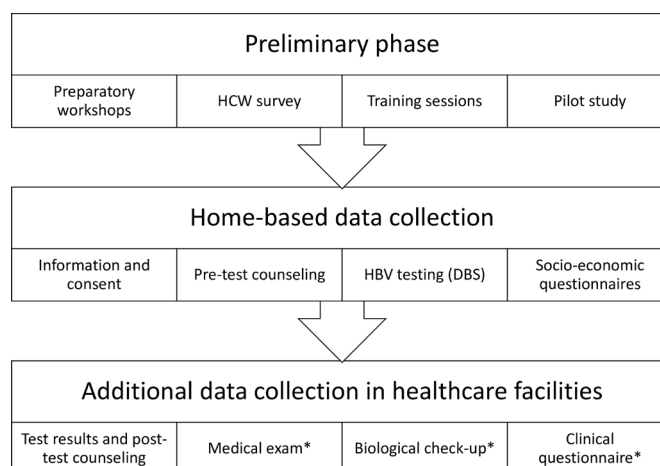 Preliminary phase
Preparatory
workshops
HCW survey
Training sessions
Pilot study
Home-based data collection
Information and
consent
Pre-test counseling
HBV testing (DBS)
Socio-economic
questionnaires
Additional data collection in healthcare facilities
Test results and post-
test counseling
Medical exam*
Biological check-up*
Clinical
questionnaire*